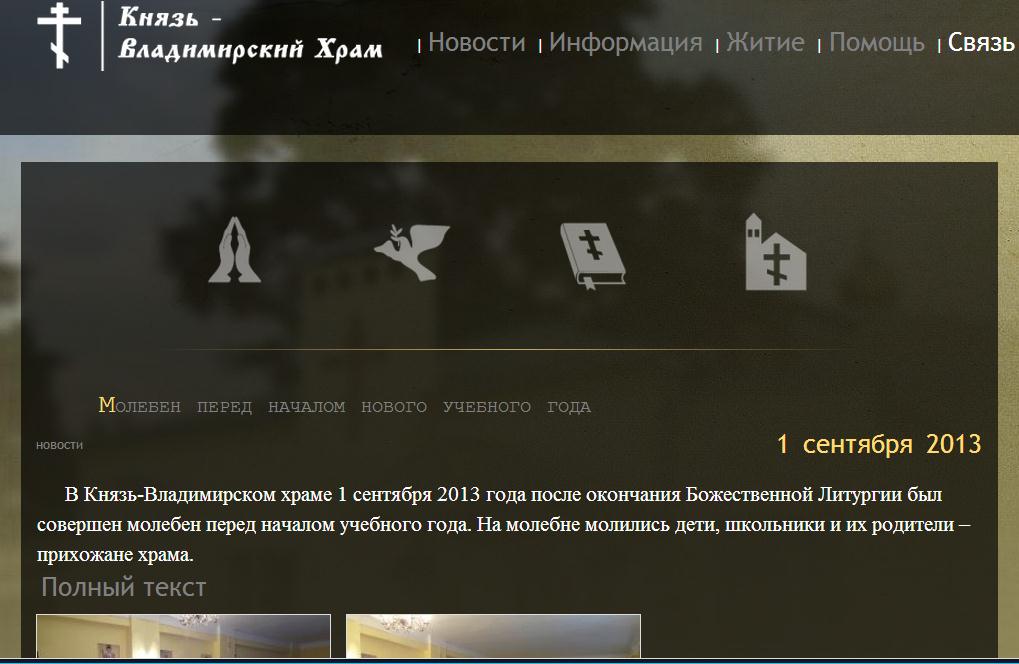 Князь -
Владимирский Храм
| Новости | Информация | Житие | Помощь | Связь
Молебен перед началом нового учебного года
новости
1 сентября 2013
В Князь-Владимирском храме 1 сентября 2013 года после окончания Божественной Литургии был
совершен молебен перед началом учебного года. На молебне молились дети, школьники и их родители –
прихожане храма.
Полный текст